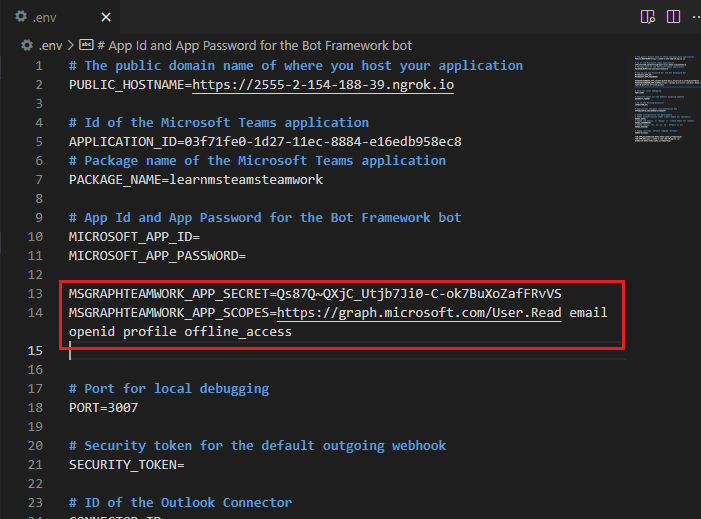 .env
.env > abc # App Id and App Password for the Bot Framework bot
1 # The public domain name of where you host your application
2 PUBLIC_HOSTNAME=https://2555-2-154-188-39.ngrok.io
3
4 # Id of the Microsoft Teams application
5 APPLICATION_ID=03f71fe0-1d27-11ec-8884-e16edb958ec8
6 # Package name of the Microsoft Teams application
7 PACKAGE_NAME=learnmsteamsteamwork
8
9 # App Id and App Password for the Bot Framework bot
10 MICROSOFT_APP_ID=
11 MICROSOFT_APP_PASSWORD=
12
13 MSGRAPHTEAMWORK_APP_SECRET=Qs87Q~QXjC_Utjb7Ji0-C-ok7BuXoZafFRvVS
14 MSGRAPHTEAMWORK_APP_SCOPES=https://graph.microsoft.com/User.Read email
openid profile offline_access
15
16
17 # Port for local debugging
18 PORT=3007
19
20 # Security token for the default outgoing webhook
21 SECURITY_TOKEN=
22
23 # ID of the Outlook Connector
24 CONNECTOR_ID=